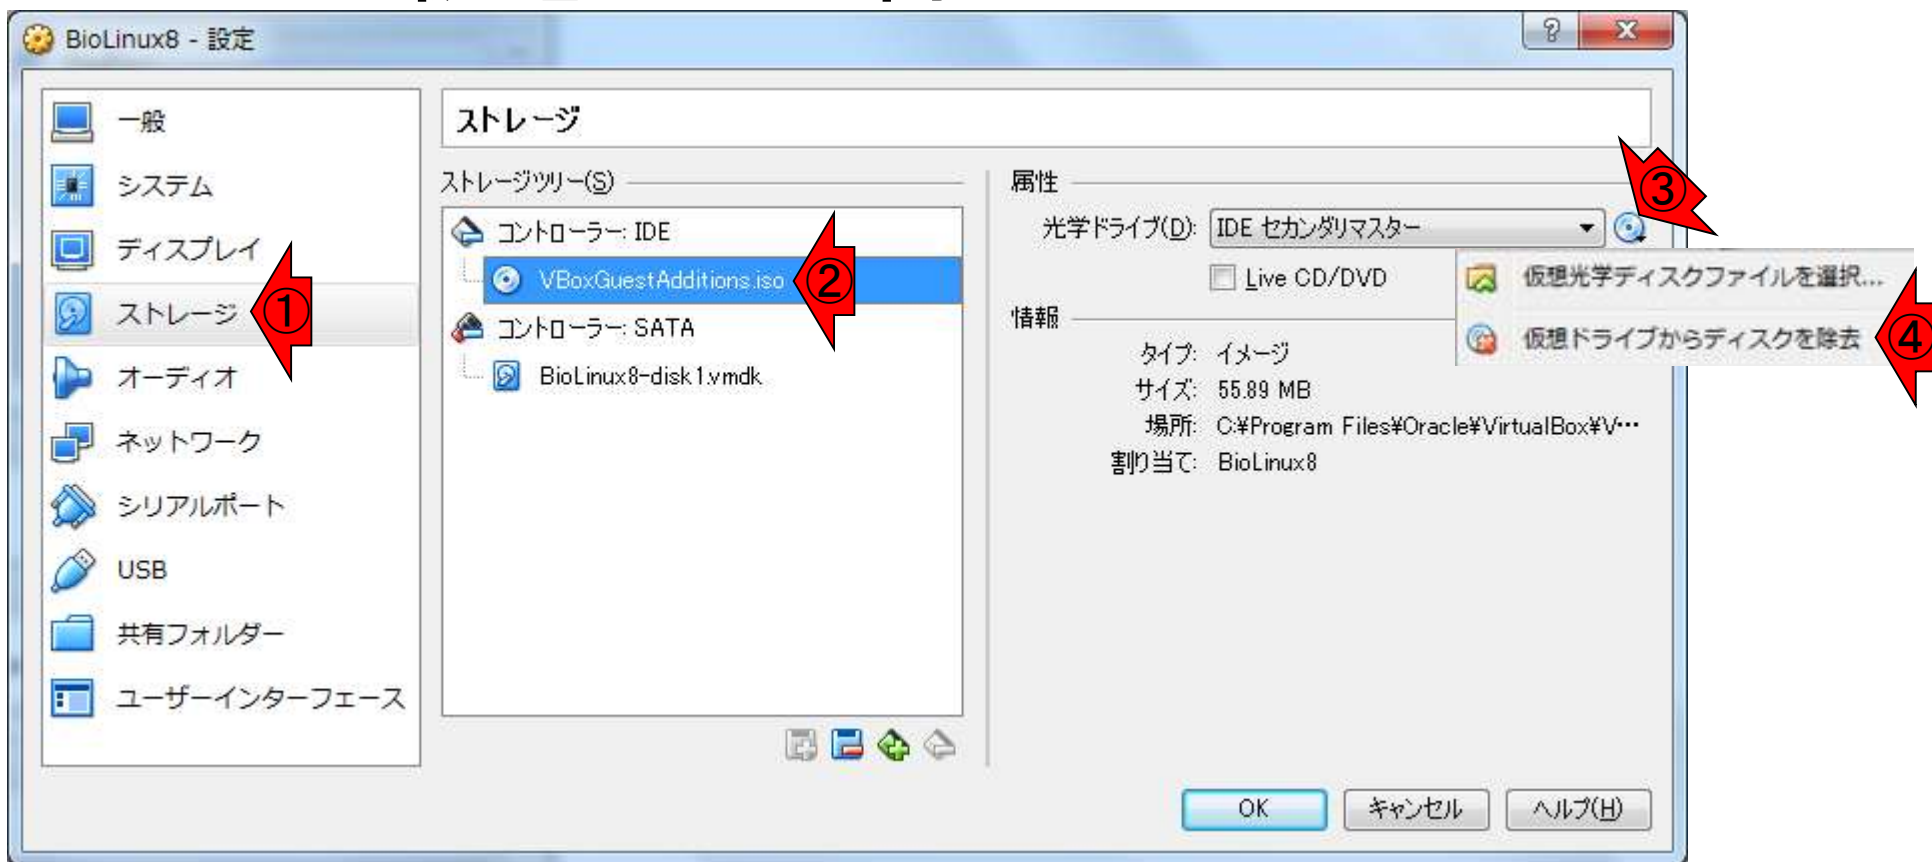 BioLinux8 - 設定
一般
システム
ディスプレイ
ストレージ
①
オーディオ
ネットワーク
シリアルポート
USB
共有フォルダー
ユーザーインターフェース
ストレージ
ストレージツリー(S)
コントローラー: IDE
VBoxGuestAdditions.iso
②
コントローラー: SATA
BioLinux8-disk1.vmdk
属性
③
光学ドライブ(D): IDE セカンダリマスター
Live CD/DVD
仮想光学ディスクファイルを選択...
仮想ドライブからディスクを除去
④
情報
タイプ: イメージ
サイズ: 55.89 MB
場所: C:¥Program Files¥Oracle¥VirtualBox¥V…
割り当て: BioLinux8
OK
キャンセル
ヘルプ(H)